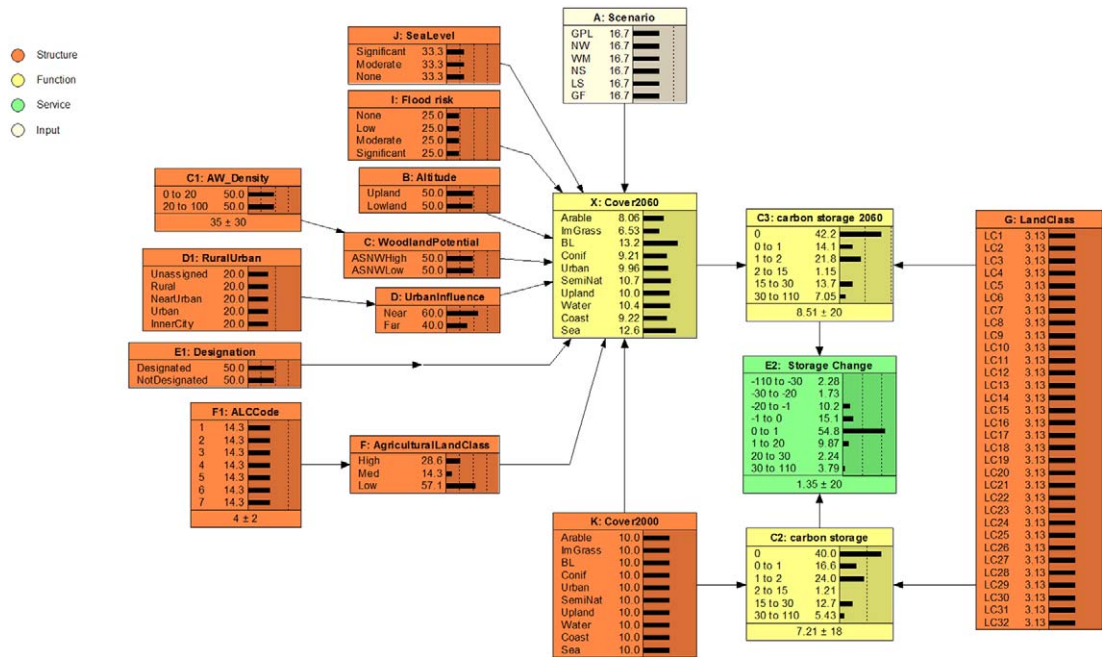 Structure
Function
Service
Input
A: Scenario
GPL 16.7
NW 16.7
WM 16.7
NS 16.7
LS 16.7
GF 16.7
J: SeaLevel
Significant 33.3
Moderate 33.3
None 33.3
I: Flood risk
None 25.0
Low 25.0
Moderate 25.0
Significant 25.0
B: Altitude
Upland 50.0
Lowland 50.0
C1: AW_Density
0 to 20 50.0
20 to 100 50.0
35 ± 30
C: WoodlandPotential
ASNWHigh 50.0
ASNWLow 50.0
D1: RuralUrban
Unassigned 20.0
Rural 20.0
NearUrban 20.0
Urban 20.0
InnerCity 20.0
D: UrbanInfluence
Near 60.0
Far 40.0
E1: Designation
Designated 50.0
NotDesignated 50.0
F1: ALCCode
1 14.3
2 14.3
3 14.3
4 14.3
5 14.3
6 14.3
7 14.3
4 ± 2
F: AgriculturalLandClass
High 28.6
Med 14.3
Low 57.1
X: Cover2060
Arable 8.06
ImGrass 6.53
BL 13.2
Conif 9.21
Urban 9.96
SemiNat 10.7
Upland 10.0
Water 10.4
Coast 9.22
Sea 12.6
K: Cover2000
Arable 10.0
ImGrass 10.0
BL 10.0
Conif 10.0
Urban 10.0
SemiNat 10.0
Upland 10.0
Water 10.0
Coast 10.0
Sea 10.0
C3: carbon storage 2060
0 42.2
0 to 1 14.1
1 to 2 21.8
2 to 15 1.15
15 to 30 13.7
30 to 110 7.05
8.51 ± 20
E2: Storage Change
-110 to -30 2.28
-30 to -20 1.73
-20 to -1 10.2
-1 to 0 15.1
0 to 1 54.8
1 to 20 9.87
20 to 30 2.24
30 to 110 3.79
1.35 ± 20
C2: carbon storage
0 40.0
0 to 1 16.6
1 to 2 24.0
2 to 15 1.21
15 to 30 12.7
30 to 110 5.43
7.21 ± 18
G: LandClass
LC1 3.13
LC2 3.13
LC3 3.13
LC4 3.13
LC5 3.13
LC6 3.13
LC7 3.13
LC8 3.13
LC9 3.13
LC10 3.13
LC11 3.13
LC12 3.13
LC13 3.13
LC14 3.13
LC15 3.13
LC16 3.13
LC17 3.13
LC18 3.13
LC19 3.13
LC20 3.13
LC21 3.13
LC22 3.13
LC23 3.13
LC24 3.13
LC25 3.13
LC26 3.13
LC27 3.13
LC28 3.13
LC29 3.13
LC30 3.13
LC31 3.13
LC32 3.13